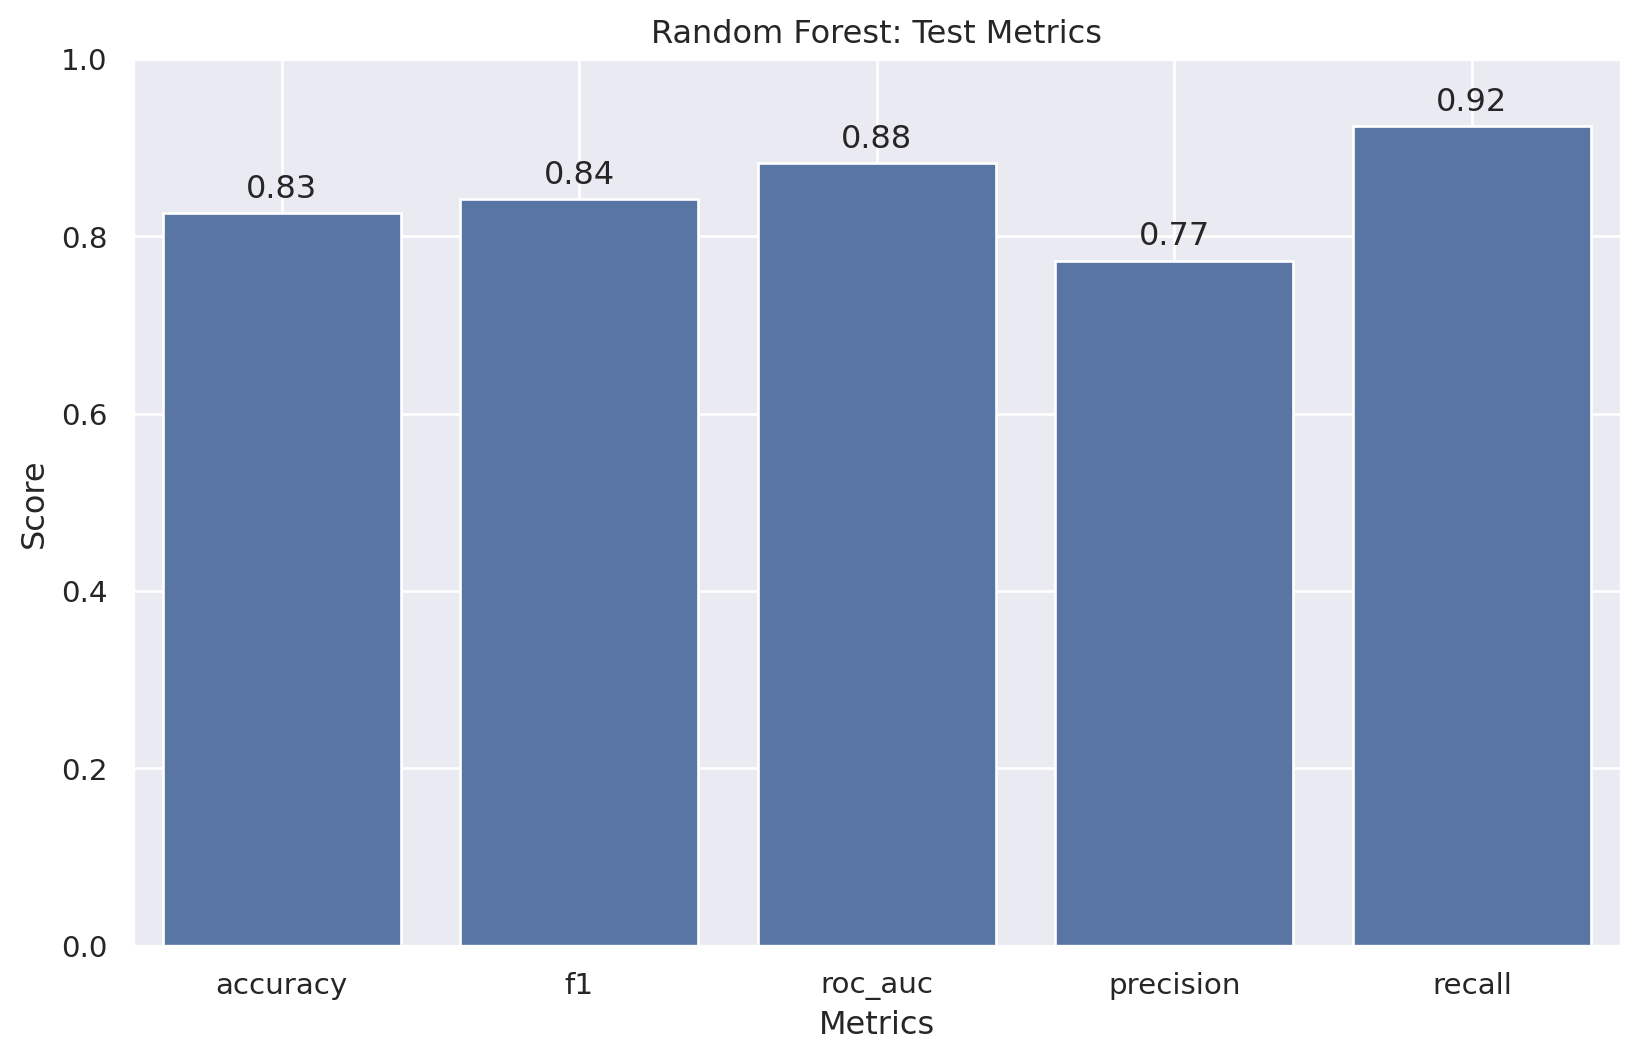 Random Forest: Test Metrics
1.0
0.8
0.6
0.4
0.2
0.0
Score
0.83
0.84
0.88
0.77
0.92
accuracy
f1
roc_auc
precision
recall
Metrics